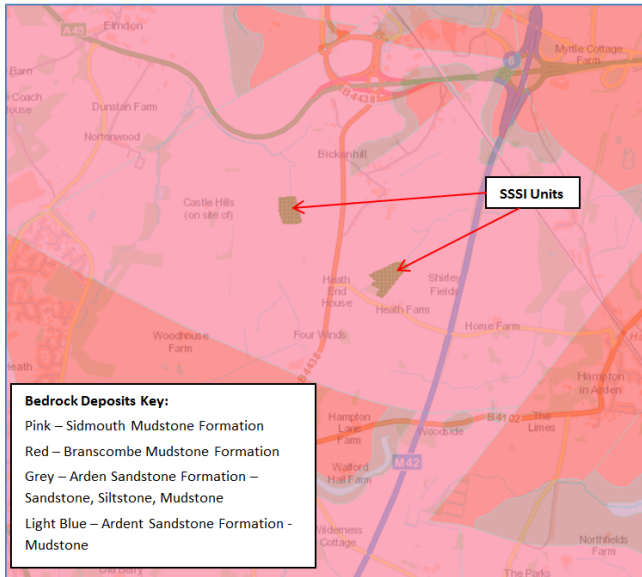 Elmdon
A 45
Barn
Coach
House
Dunstan Farm
Nortonwood
B4438
6
Myrtle Cottage
Farm
Bickenhill
SSSI Units
Castle Hills
(on site of)
Heath
End
House
Shirley
Fields
Heath Farm
Woodhouse
Farm
Four Winds
Home Farm
Heath
B4438
Hampton
in Arden
Bedrock Deposits Key:
Pink – Sidmouth Mudstone Formation
Red – Branscombe Mudstone Formation
Grey – Arden Sandstone Formation –
Sandstone, Siltstone, Mudstone
Light Blue – Ardent Sandstone Formation -
Mudstone
Hampton
Lane
Farm
Woodside
B4102
The
Limes
Walford
Hall Farm
M42
Wilderness
Cottage
Northfields
Farm
The Parks